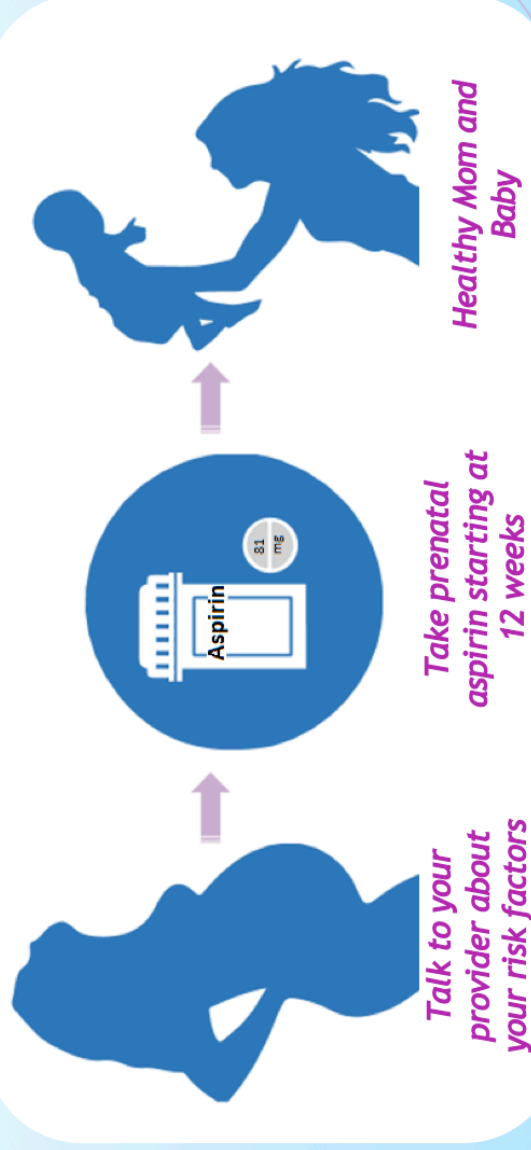 Talk to your
provider about
your risk factors
Aspirin
81
mg
Take prenatal
aspirin starting at
12 weeks
Healthy Mom and
Baby